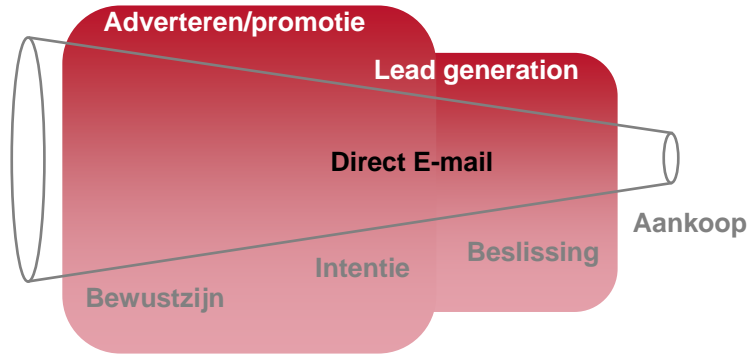 Adverteren/promotie
Lead generation
Direct E-mail
Aankoop
Beslissing
Intentie
Bewustzijn